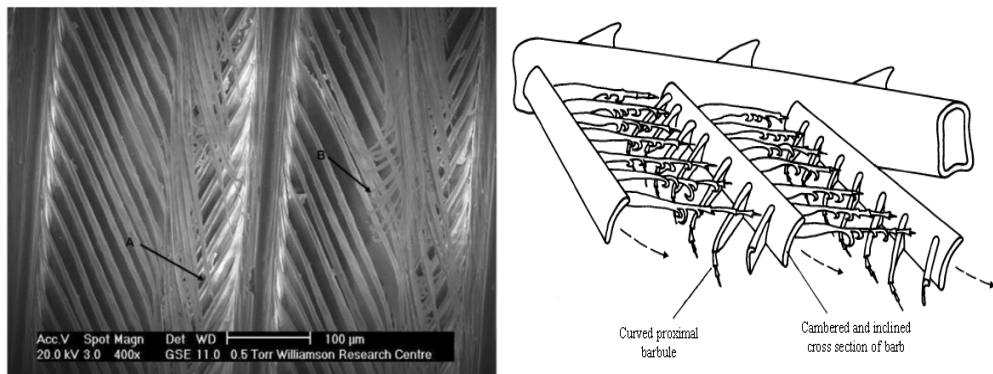 B
A
Acc.V Spot Magn Det WD 100 µm
20.0 kV 3.0 400x GSE 11.0 0.5 Torr Williamson Research Centre
Curved proximal
barbule
Cambered and inclined
cross section of barb